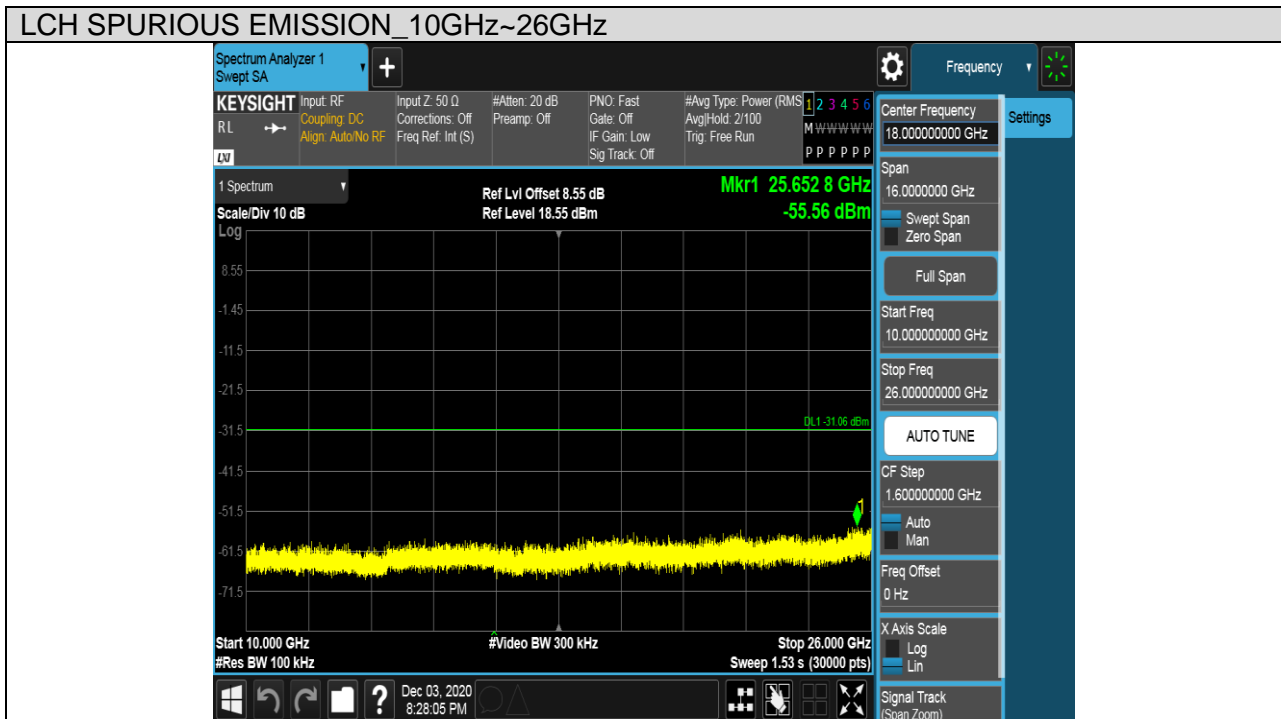 LCH SPURIOUS EMISSION_10GHz~26GHz
Spectrum Analyzer 1
Swept SA
+
Frequency
KEYSIGHT
RL
LXI
Input: RF
Coupling: DC
Align: Auto/No RF
Input Z: 50 Ω
Corrections: Off
Freq Ref: Int (S)
#Atten: 20 dB
Preamp: Off
PNO: Fast
Gate: Off
IF Gain: Low
Sig Track: Off
#Avg Type: Power (RMS
Avg|Hold: 2/100
Trig: Free Run
1 2 3 4 5 6
M W W W W W
P P P P P P
1 Spectrum
Scale/Div 10 dB
Ref Lvl Offset 8.55 dB
Ref Level 18.55 dBm
Mkr1 25.652 8 GHz
-55.56 dBm
Log
8.55
-1.45
-11.5
-21.5
-31.5
-41.5
-51.5
-61.5
-71.5
DL1 -31.06 dBm
1
Start 10.000 GHz
#Res BW 100 kHz
#Video BW 300 kHz
Stop 26.000 GHz
Sweep 1.53 s (30000 pts)
?
Dec 03, 2020
8:28:05 PM
Center Frequency
18.000000000 GHz
Span
16.0000000 GHz
Swept Span
Zero Span
Full Span
Start Freq
10.000000000 GHz
Stop Freq
26.000000000 GHz
AUTO TUNE
CF Step
1.600000000 GHz
Auto
Man
Freq Offset
0 Hz
X Axis Scale
Log
Lin
Signal Track
(Span Zoom)
Settings